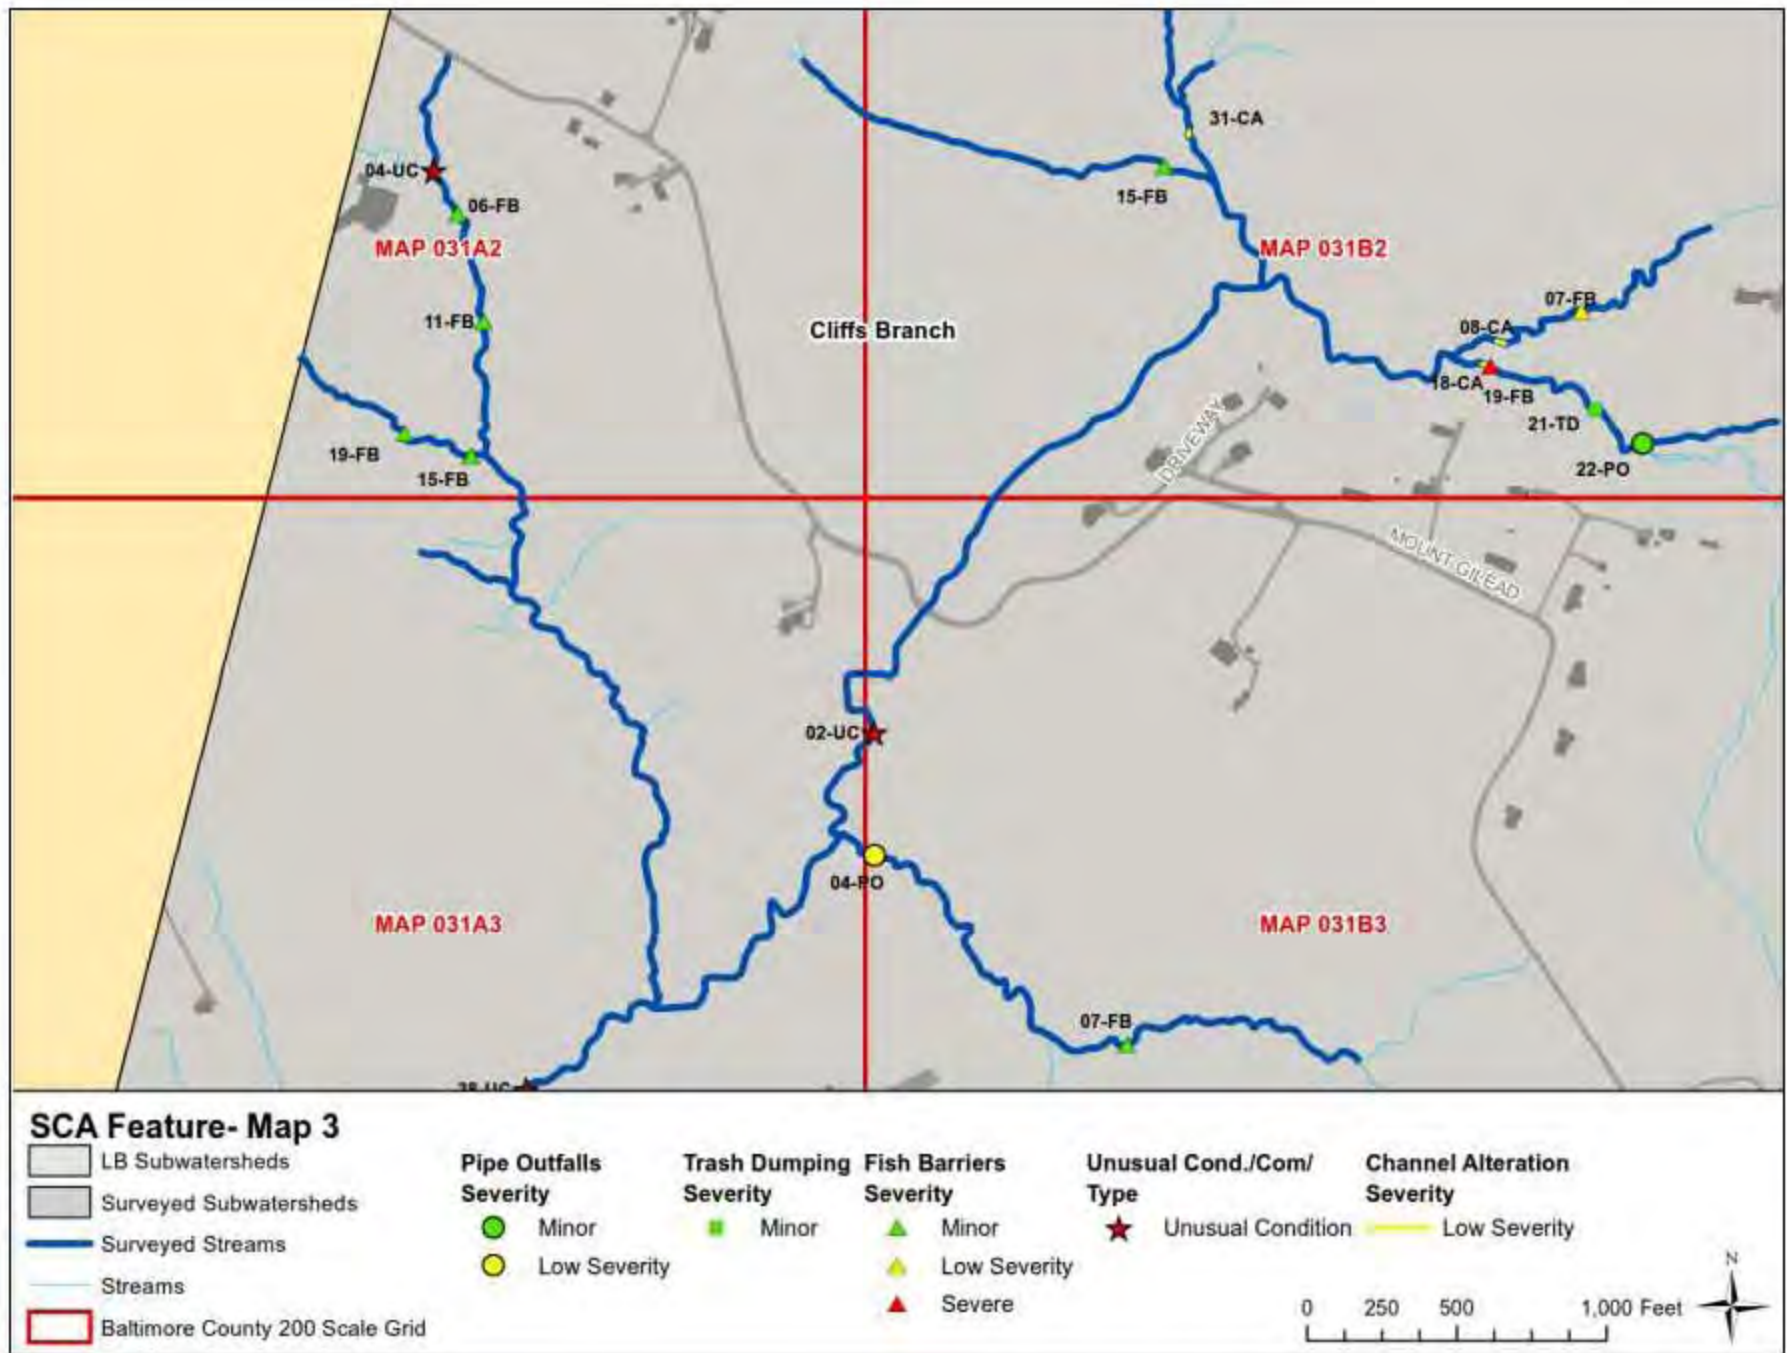 31-CA
04-UC
15-FB
06-FB
MAP 031A2
MAP 031B2
07-FB
11-FB
Cliffs Branch
08-CA
18-CA
19-FB
DRIVEWAY
21-TD
19-FB
15-FB
22-PO
MOUNT GILEAD
02-UC
04-PO
MAP 031A3
MAP 031B3
07-FB
38-UC
SCA Feature- Map 3
LB Subwatersheds
Surveyed Subwatersheds
Surveyed Streams
Streams
Baltimore County 200 Scale Grid
Pipe Outfalls
Severity
Minor
Low Severity
Trash Dumping
Severity
Minor
Fish Barriers
Severity
Minor
Low Severity
Severe
Unusual Cond./Com/
Type
Unusual Condition
Channel Alteration
Severity
Low Severity
N
0 250 500 1,000 Feet